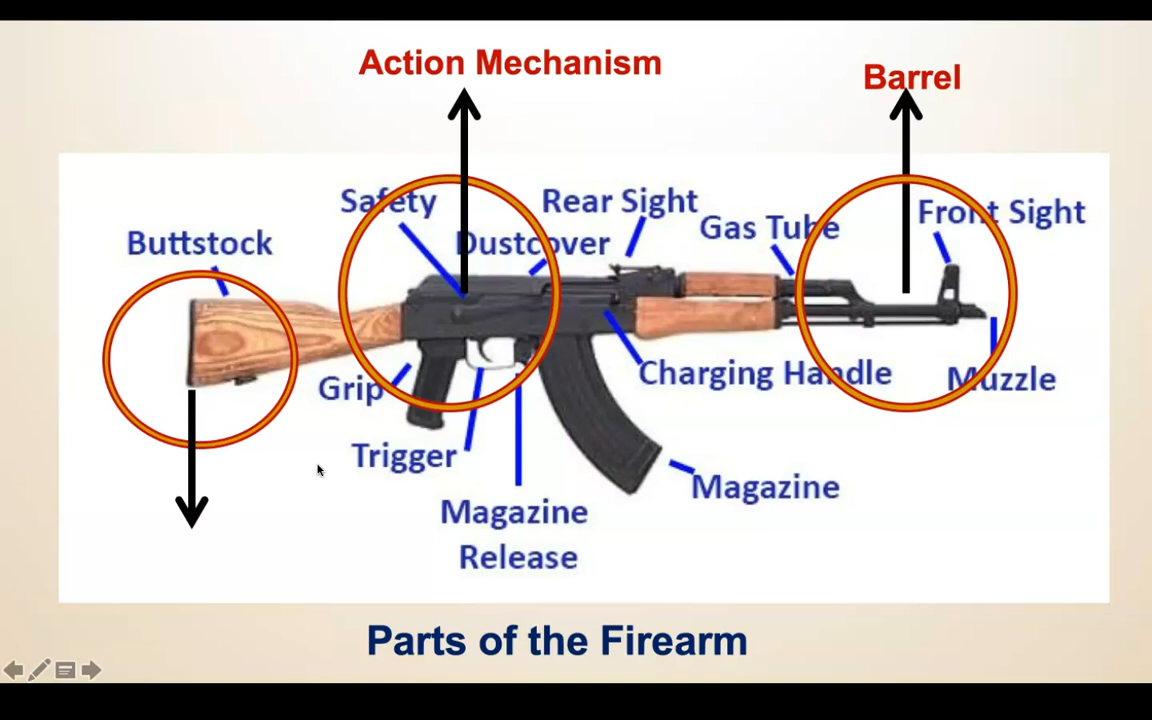 Action Mechanism
Barrel
Safety
Rear Sight
Front Sight
Gas Tube
Buttstock
Dustcover
Charging Handle
Muzzle
Grip
Trigger
Magazine
Magazine
Release
Parts of the Firearm